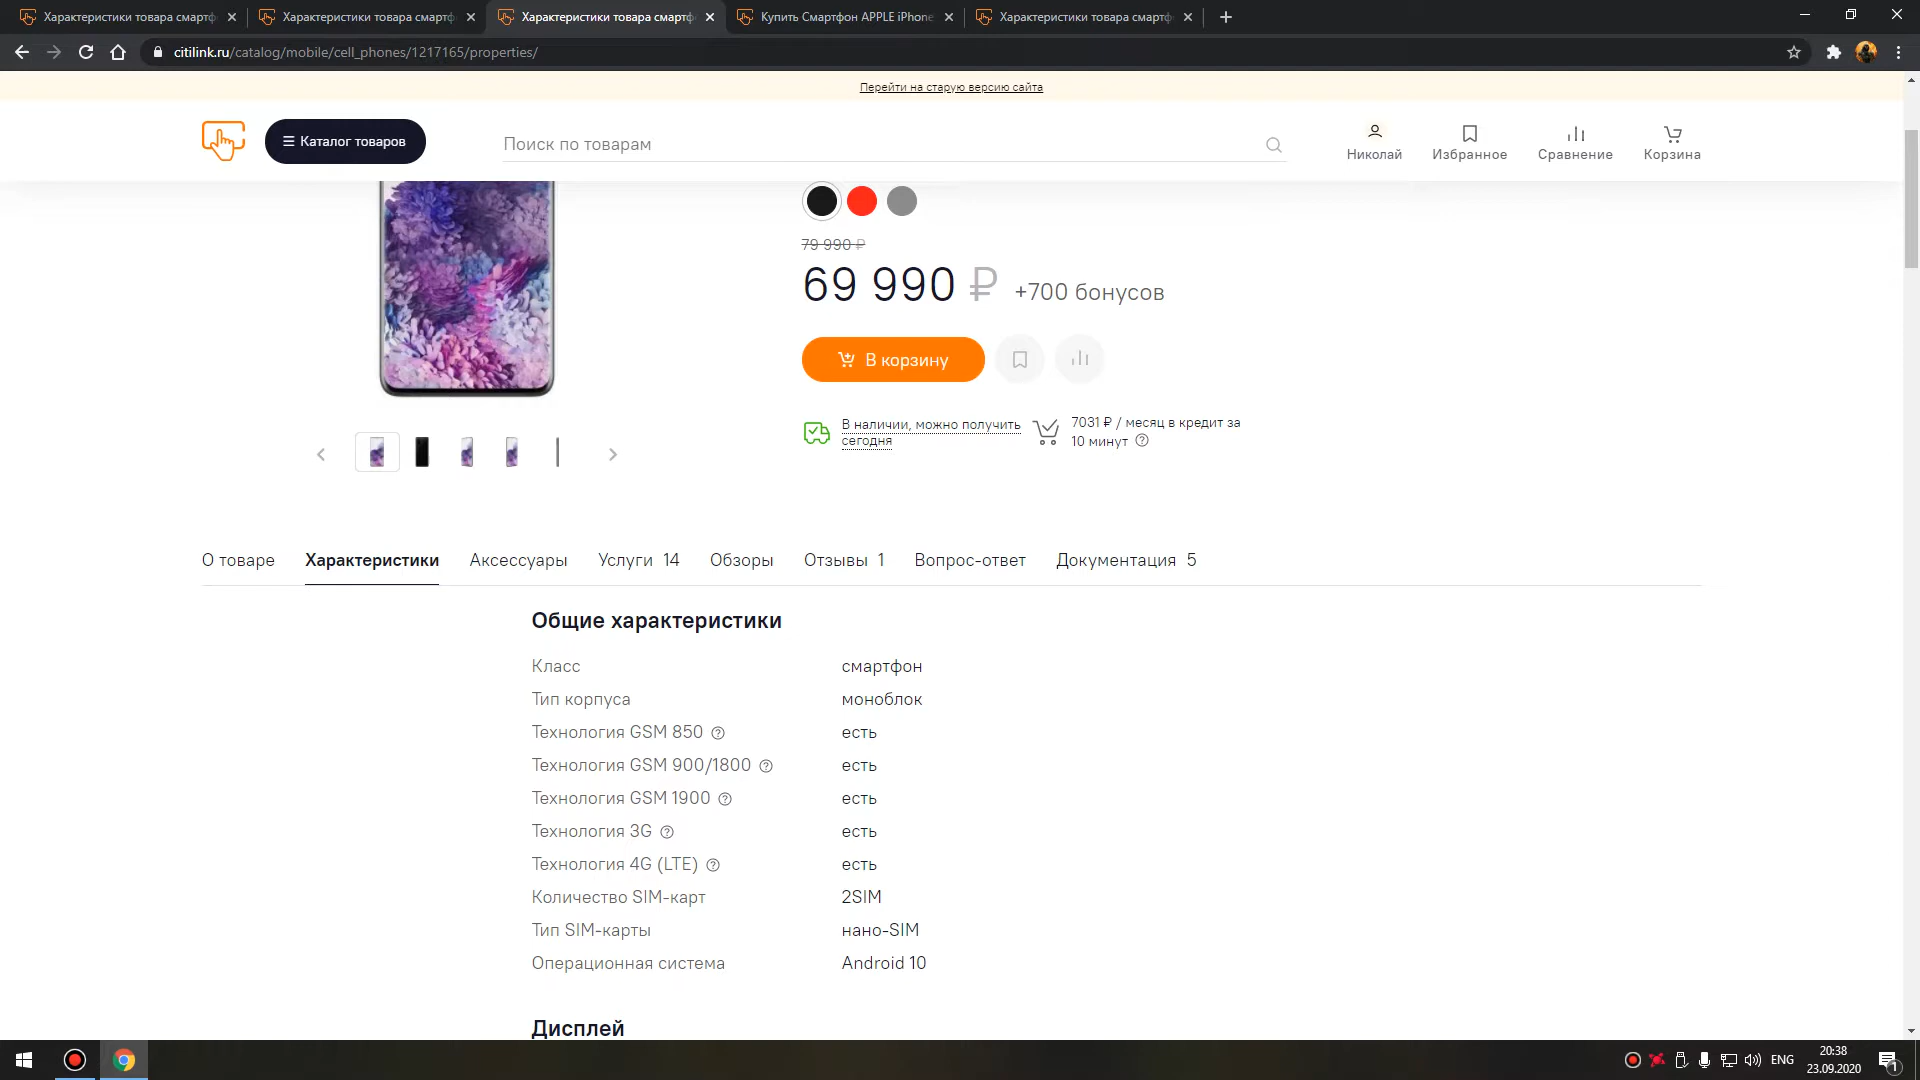 Характеристики товара смартф
Характеристики товара смартф
Характеристики товара смартф
Купить Смартфон APPLE iPhone
Характеристики товара смартф
citilink.ru/catalog/mobile/cell_phones/1217165/properties/
Перейти на старую версию сайта
Каталог товаров
Поиск по товарам
Николай
Избранное
Сравнение
Корзина
79 990 ₽
69 990 ₽ +700 бонусов
В корзину
В наличии, можно получить
сегодня
7031 ₽ / месяц в кредит за
10 минут
О товаре Характеристики Аксессуары Услуги 14 Обзоры Отзывы 1 Вопрос-ответ Документация 5
Общие характеристики
Класс смартфон
Тип корпуса моноблок
Технология GSM 850 есть
Технология GSM 900/1800 есть
Технология GSM 1900 есть
Технология 3G есть
Технология 4G (LTE) есть
Количество SIM-карт 2SIM
Тип SIM-карты нано-SIM
Операционная система Android 10
Дисплей
ENG
20:38
23.09.2020
1